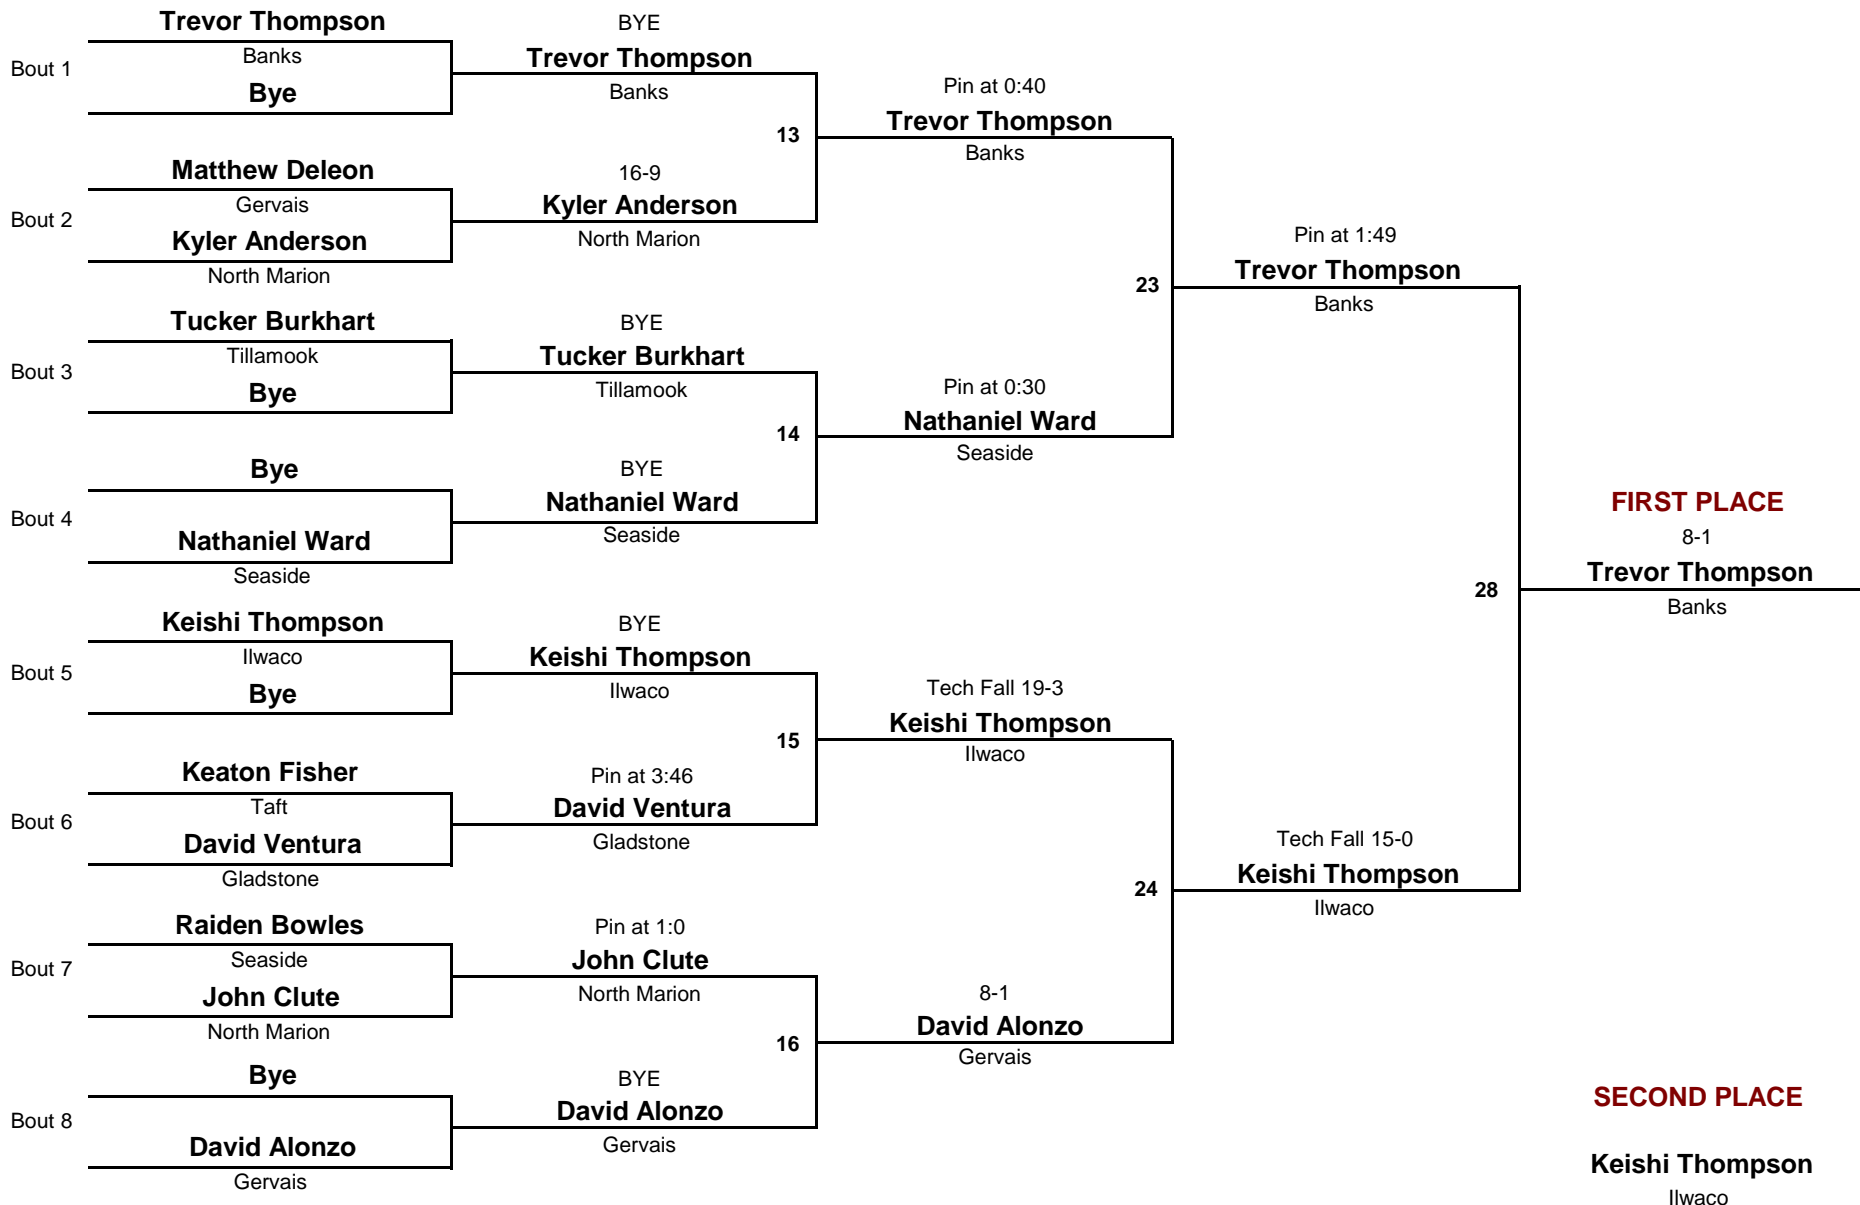 Trevor Thompson
Bout 1
Banks
Bye
Matthew Deleon
Bout 2
Gervais
Kyler Anderson
North Marion
Tucker Burkhart
Bout 3
Tillamook
Bye
Bye
Bout 4
Nathaniel Ward
Seaside
Keishi Thompson
Bout 5
Ilwaco
Bye
Keaton Fisher
Bout 6
Taft
David Ventura
Gladstone
Raiden Bowles
Bout 7
Seaside
John Clute
North Marion
Bye
Bout 8
David Alonzo
Gervais
BYE
Trevor Thompson
Banks
13
16-9
Kyler Anderson
North Marion
BYE
Tucker Burkhart
Tillamook
14
BYE
Nathaniel Ward
Seaside
BYE
Keishi Thompson
Ilwaco
15
Pin at 3:46
David Ventura
Gladstone
Pin at 1:0
John Clute
North Marion
16
BYE
David Alonzo
Gervais
Pin at 0:40
Trevor Thompson
Banks
23
Pin at 0:30
Nathaniel Ward
Seaside
Tech Fall 19-3
Keishi Thompson
Ilwaco
24
8-1
David Alonzo
Gervais
Pin at 1:49
Trevor Thompson
Banks
28
Tech Fall 15-0
Keishi Thompson
Ilwaco
FIRST PLACE
8-1
Trevor Thompson
Banks
SECOND PLACE
Keishi Thompson
Ilwaco